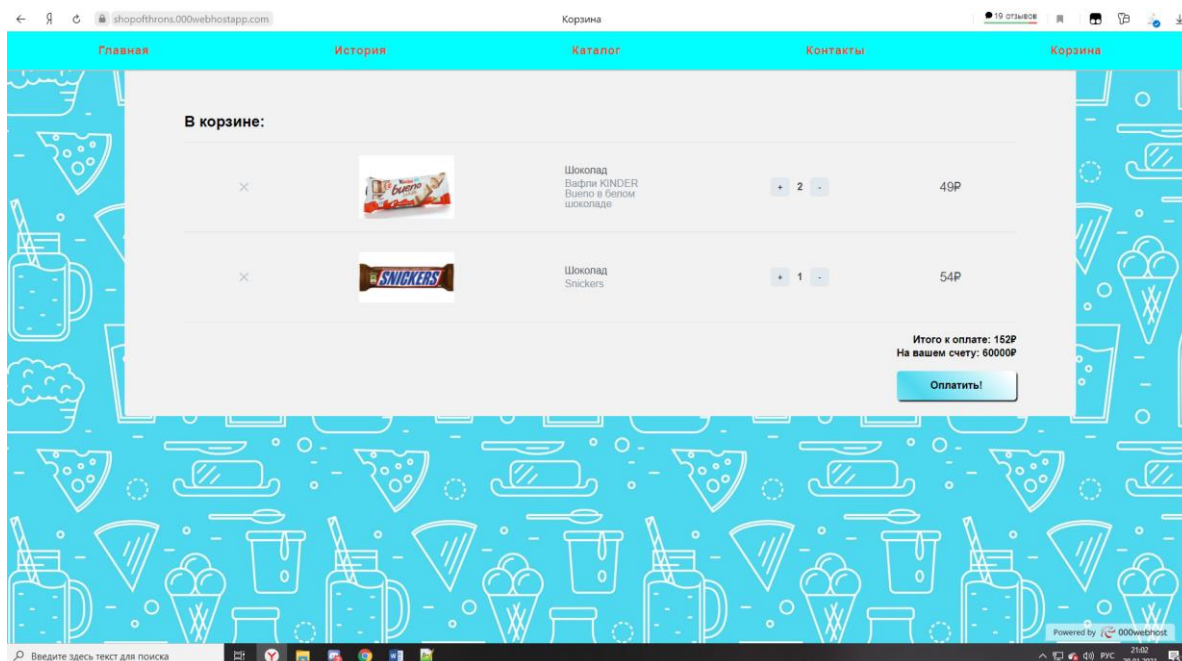 shopofthrons.000webhostapp.com
Корзина
19 отзывов
Главная История Каталог Контакты Корзина
В корзине:
bueno
Шоколад
Вафли KINDER
Bueno в белом
шоколаде
+ 2 -
49₽
SNICKERS
Шоколад
Snickers
+ 1 -
54₽
Итого к оплате: 152₽
На вашем счету: 60000₽
Оплатить!
Powered by 000webhost
Введите здесь текст для поиска
РУС
21:02